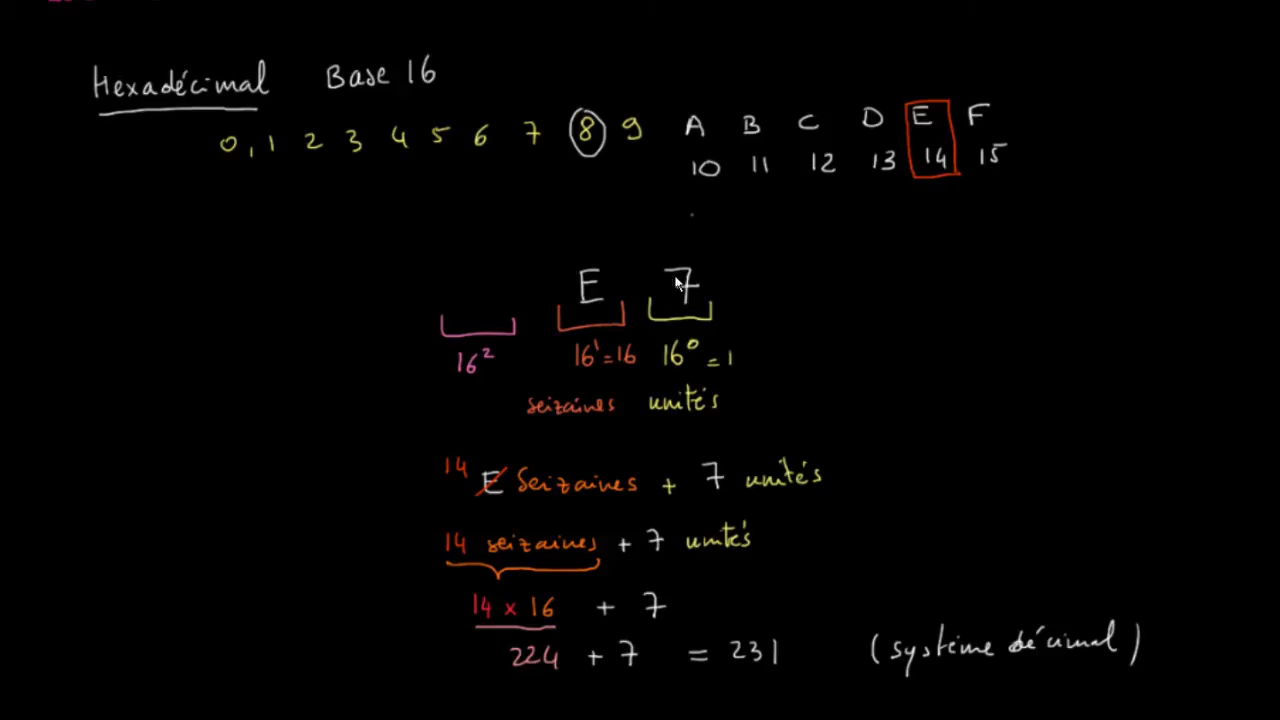 Hexadécimal Base 16
0, 1 2 3 4 5 6 7 8 9 A B C D E F
10 11 12 13 14 15
E 7
16² 16¹=16 16⁰=1
seizaines unités
14 E Seizaines + 7 unités
14 seizaines + 7 unités
14 x 16 + 7
224 + 7 = 231 (système décimal)